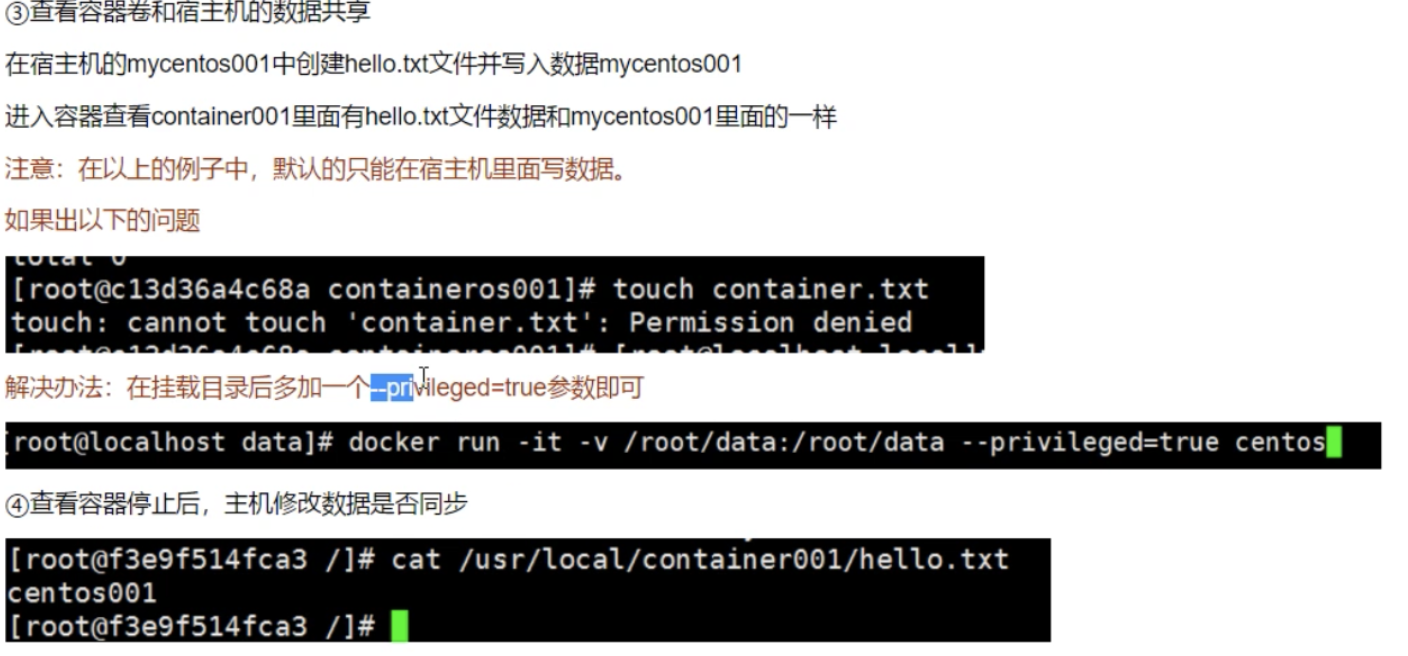 ③查看容器卷和宿主机的数据共享
在宿主机的mycentos001中创建hello.txt文件并写入数据mycentos001
进入容器查看container001里面有hello.txt文件数据和mycentos001里面的一样
注意：在以上的例子中，默认的只能在宿主机里面写数据。
如果出以下的问题
total 0
[root@c13d36a4c68a containeros001]# touch container.txt
touch: cannot touch 'container.txt': Permission denied
[root@c13d36a4c68a containeros001]# [root@localhost local]
解决办法：在挂载目录后多加一个--privileged=true参数即可
[root@localhost data]# docker run -it -v /root/data:/root/data --privileged=true centos
④查看容器停止后，主机修改数据是否同步
[root@f3e9f514fca3 /]# cat /usr/local/container001/hello.txt
centos001
[root@f3e9f514fca3 /]#